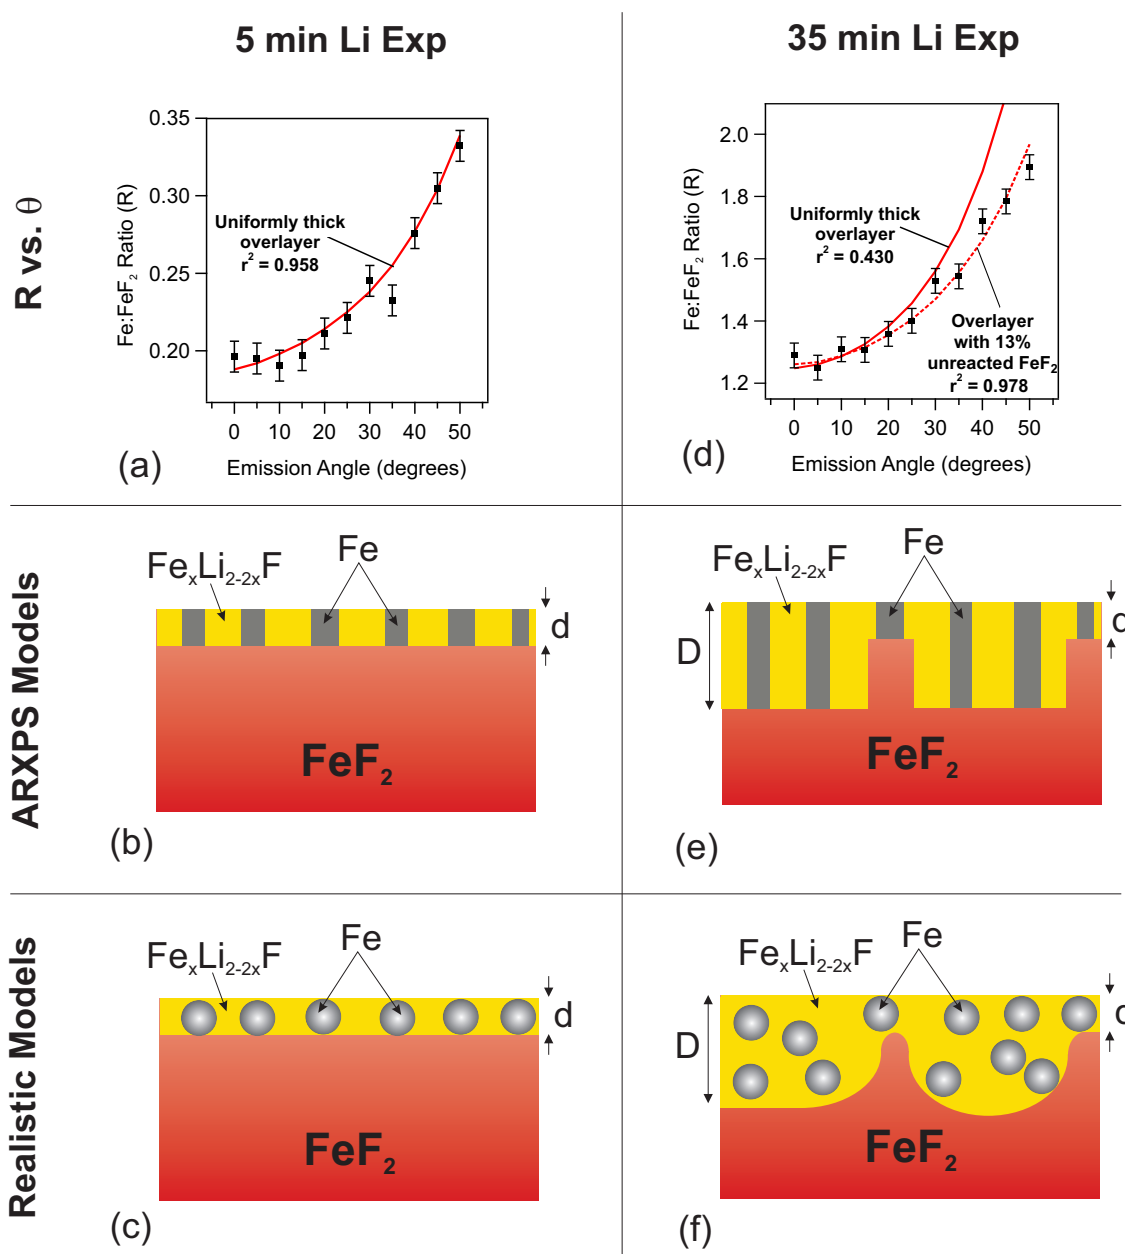 5 min Li Exp
35 min Li Exp
R vs. θ
0.35
0.30
0.25
0.20
Fe:FeF₂ Ratio (R)
Uniformly thick
overlayer
r² = 0.958
0 10 20 30 40 50
Emission Angle (degrees)
(a)
2.0
1.8
1.6
1.4
1.2
Fe:FeF₂ Ratio (R)
Uniformly thick
overlayer
r² = 0.430
Overlayer
with 13%
unreacted FeF₂
r² = 0.978
0 10 20 30 40 50
Emission Angle (degrees)
(d)
ARXPS Models
FeₓLi₂₋₂ₓF
Fe
d
FeF₂
(b)
FeₓLi₂₋₂ₓF
Fe
D
d
FeF₂
(e)
Realistic Models
FeₓLi₂₋₂ₓF
Fe
d
FeF₂
(c)
FeₓLi₂₋₂ₓF
Fe
D
d
FeF₂
(f)